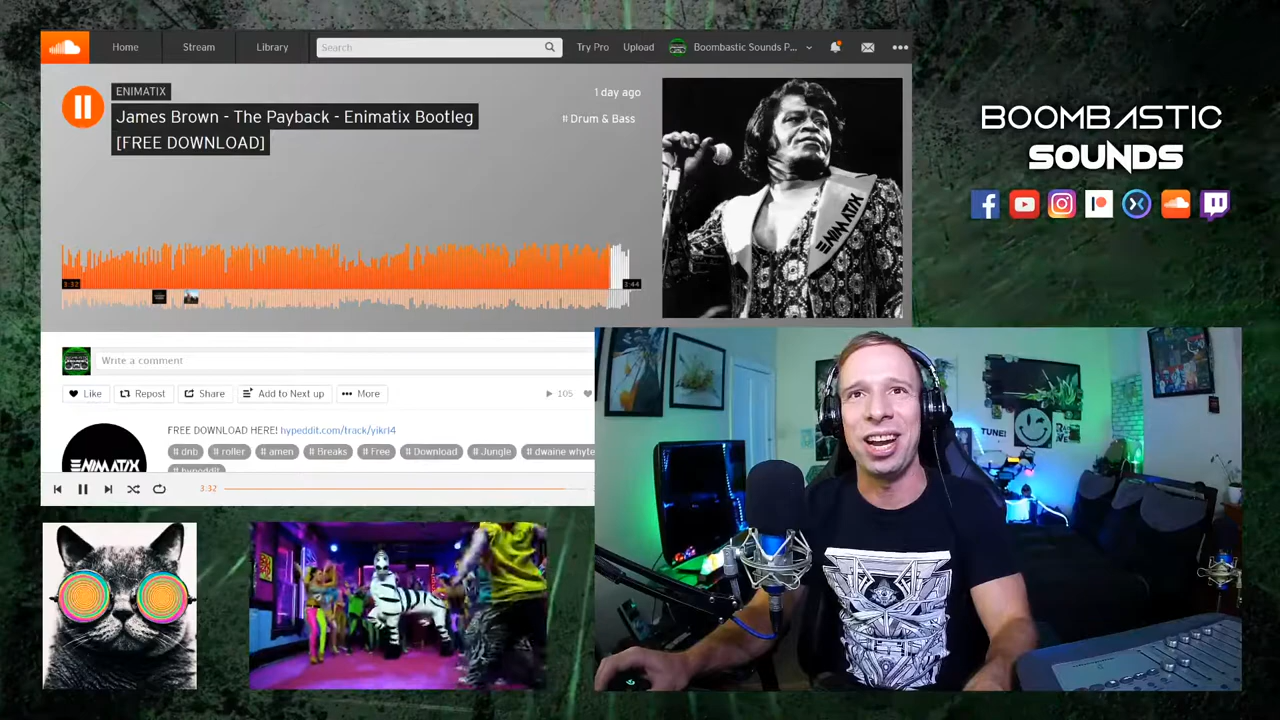 Home
Stream
Library
Search
Try Pro
Upload
Boombastic Sounds P...
ENIMATIX
1 day ago
James Brown - The Payback - Enimatix Bootleg
[FREE DOWNLOAD]
# Drum & Bass
ENIMATIX
3:32
3:44
BOOMBASTIC
SOUNDS
Write a comment
Like
Repost
Share
Add to Next up
More
105
FREE DOWNLOAD HERE! hypeddit.com/track/yikrl4
# dnb
# roller
# amen
# Breaks
# Free
# Download
# Jungle
# dwaine whyte
# hypeddit
ENIMATIX
3:32
TUNE!
RAVE